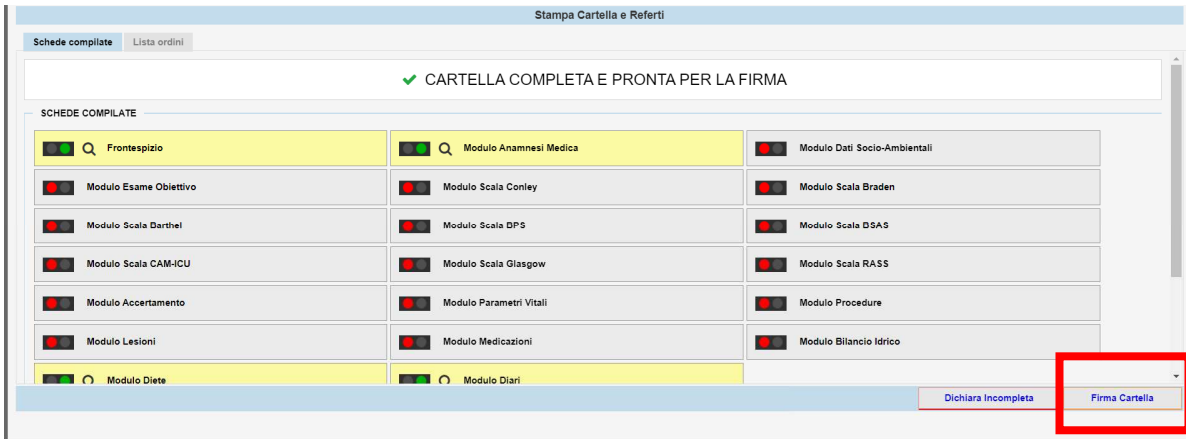 Stampa Cartella e Referti
Schede compilate Lista ordini
CARTELLA COMPLETA E PRONTA PER LA FIRMA
SCHEDE COMPILATE
Frontespizio Modulo Anamnesi Medica Modulo Dati Socio-Ambientali
Modulo Esame Obiettivo Modulo Scala Conley Modulo Scala Braden
Modulo Scala Barthel Modulo Scala BPS Modulo Scala BSAS
Modulo Scala CAM-ICU Modulo Scala Glasgow Modulo Scala RASS
Modulo Accertamento Modulo Parametri Vitali Modulo Procedure
Modulo Lesioni Modulo Medicazioni Modulo Bilancio Idrico
Modulo Diete Modulo Diari
Dichiara Incompleta Firma Cartella